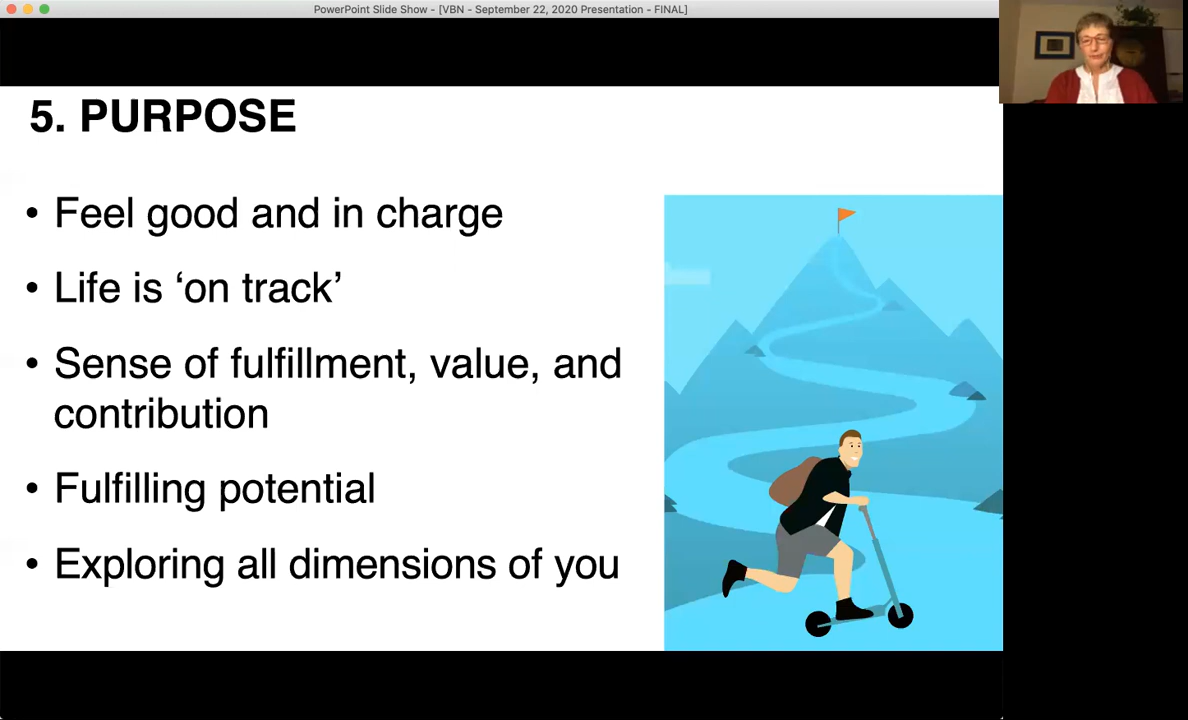 PowerPoint Slide Show - [VBN - September 22, 2020 Presentation - FINAL]
5. PURPOSE
• Feel good and in charge
• Life is ‘on track’
• Sense of fulfillment, value, and
contribution
• Fulfilling potential
• Exploring all dimensions of you